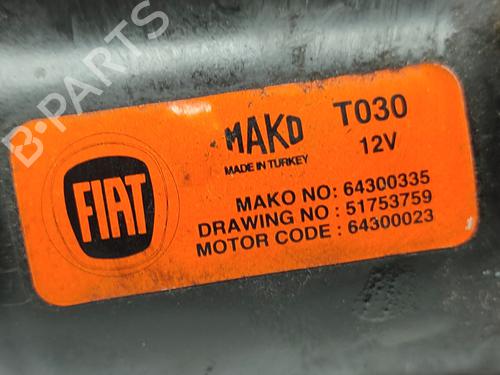 B-PARTS
MAKO T030
MADE IN TURKEY 12V
FIAT
MAKO NO: 64300335
DRAWING NO : 51753759
MOTOR CODE : 64300023